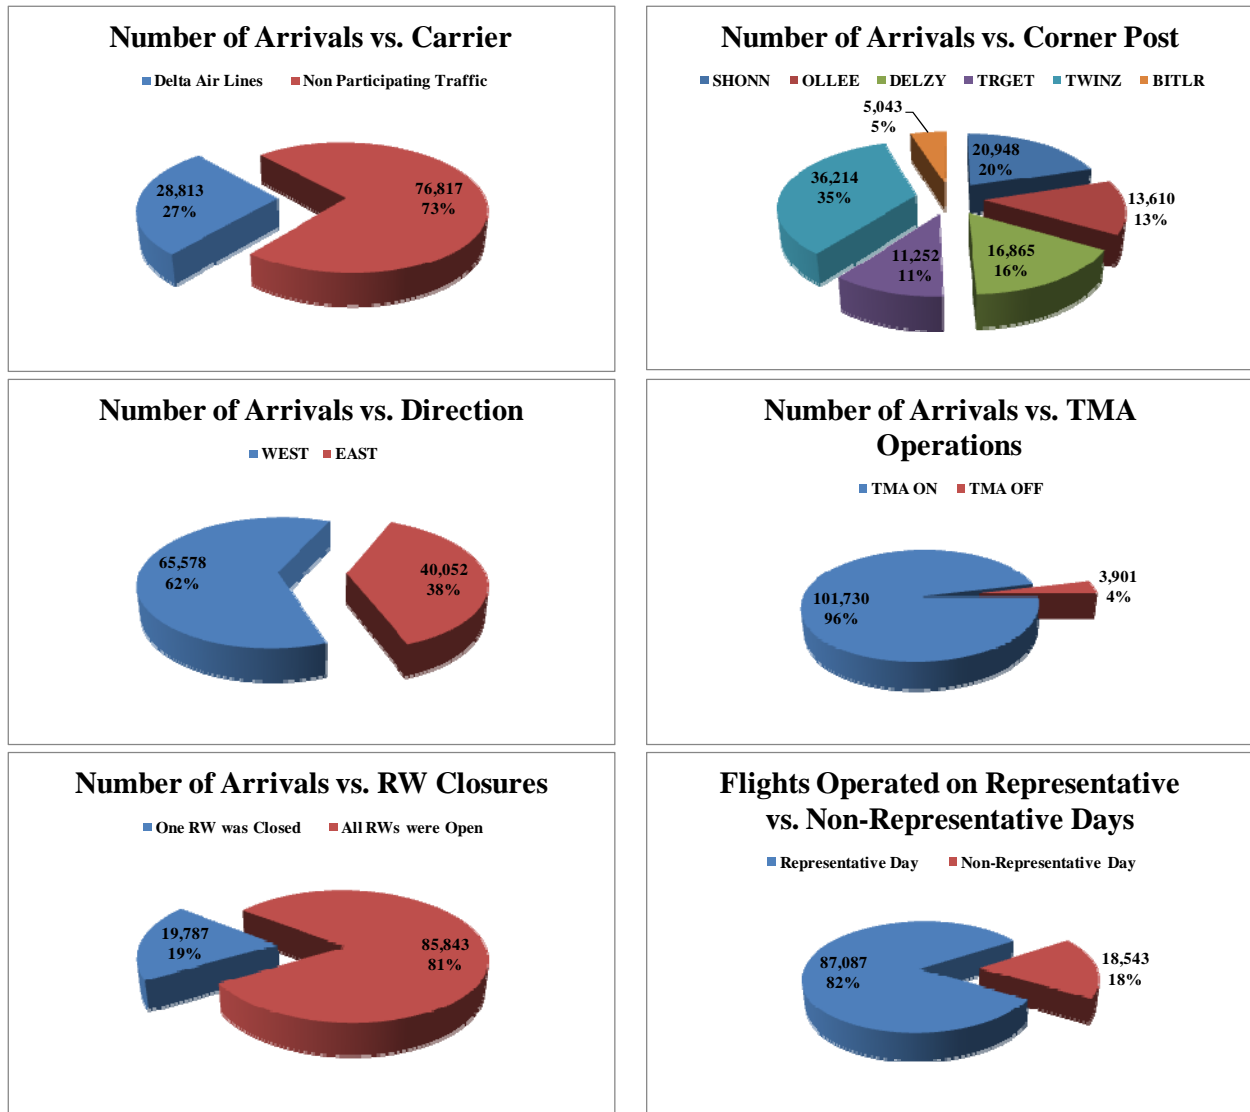 Number of Arrivals vs. Carrier
Delta Air Lines Non Participating Traffic
28,813
27%
76,817
73%
Number of Arrivals vs. Corner Post
SHONN OLLEE DELZY TRGET TWINZ BITLR
5,043
5%
20,948
20%
36,214
35%
13,610
13%
11,252
11%
16,865
16%
Number of Arrivals vs. Direction
WEST EAST
65,578
62%
40,052
38%
Number of Arrivals vs. TMA
Operations
TMA ON TMA OFF
101,730
96%
3,901
4%
Number of Arrivals vs. RW Closures
One RW was Closed All RWs were Open
19,787
19%
85,843
81%
Flights Operated on Representative
vs. Non-Representative Days
Representative Day Non-Representative Day
87,087
82%
18,543
18%